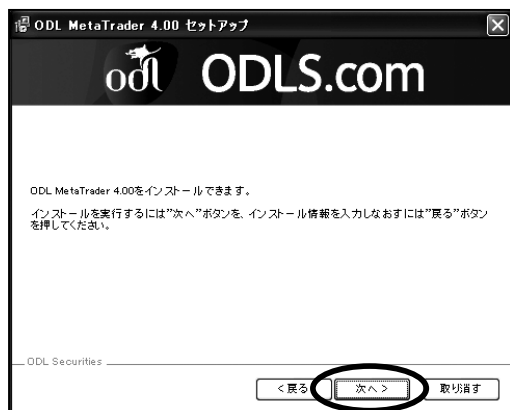 ODL MetaTrader 4.00 セットアップ
odl ODLS.com
ODL MetaTrader 4.00をインストールできます。
インストールを実行するには”次へ”ボタンを、インストール情報を入力しなおすには”戻る”ボタン
を押してください。
ODL Securities
< 戻る 次へ > 取り消す